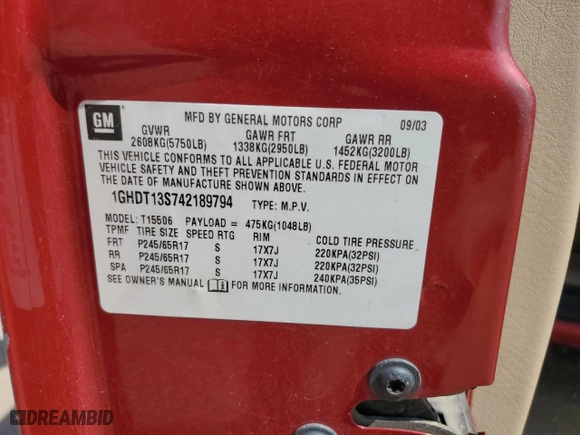 GM
MFD BY GENERAL MOTORS CORP 09/03
GVWR GAWR FRT GAWR RR
2608KG(5750LB) 1338KG(2950LB) 1452KG(3200LB)
THIS VEHICLE CONFORMS TO ALL APPLICABLE U.S. FEDERAL MOTOR
VEHICLE SAFETY AND THEFT PREVENTION STANDARDS IN EFFECT ON
THE DATE OF MANUFACTURE SHOWN ABOVE.
1GHDT13S742189794 TYPE: M.P.V.
MODEL: T15506 PAYLOAD = 475KG(1048LB)
TPMF TIRE SIZE SPEED RTG RIM COLD TIRE PRESSURE
FRT P245/65R17 S 17X7J 220KPA(32PSI)
RR P245/65R17 S 17X7J 220KPA(32PSI)
SPA P245/65R17 S 17X7J 240KPA(35PSI)
SEE OWNER'S MANUAL FOR MORE INFORMATION.
DREAMBID